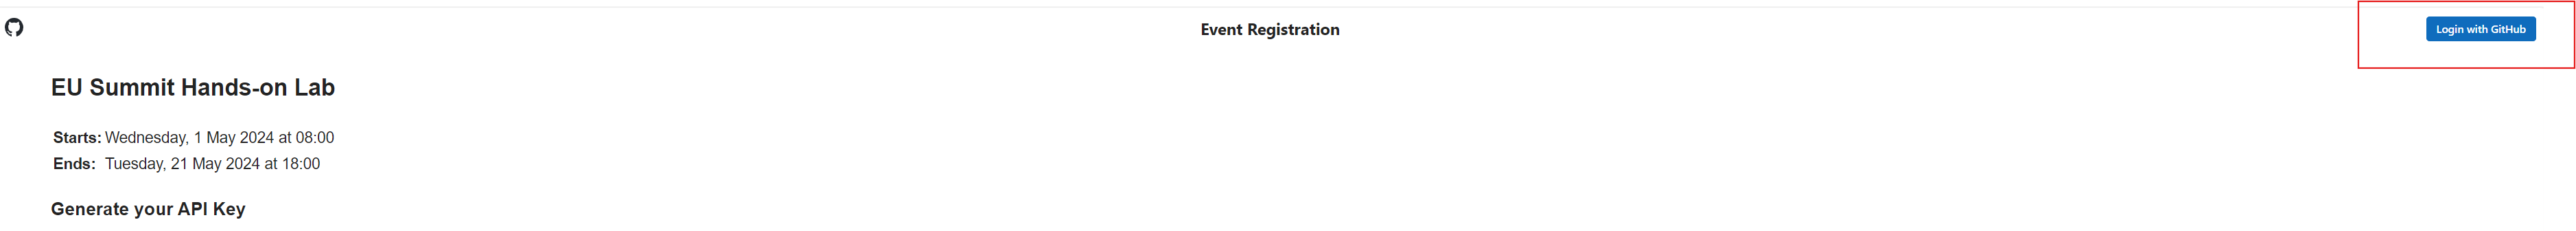 Event Registration
Login with GitHub
EU Summit Hands-on Lab
Starts: Wednesday, 1 May 2024 at 08:00
Ends: Tuesday, 21 May 2024 at 18:00
Generate your API Key